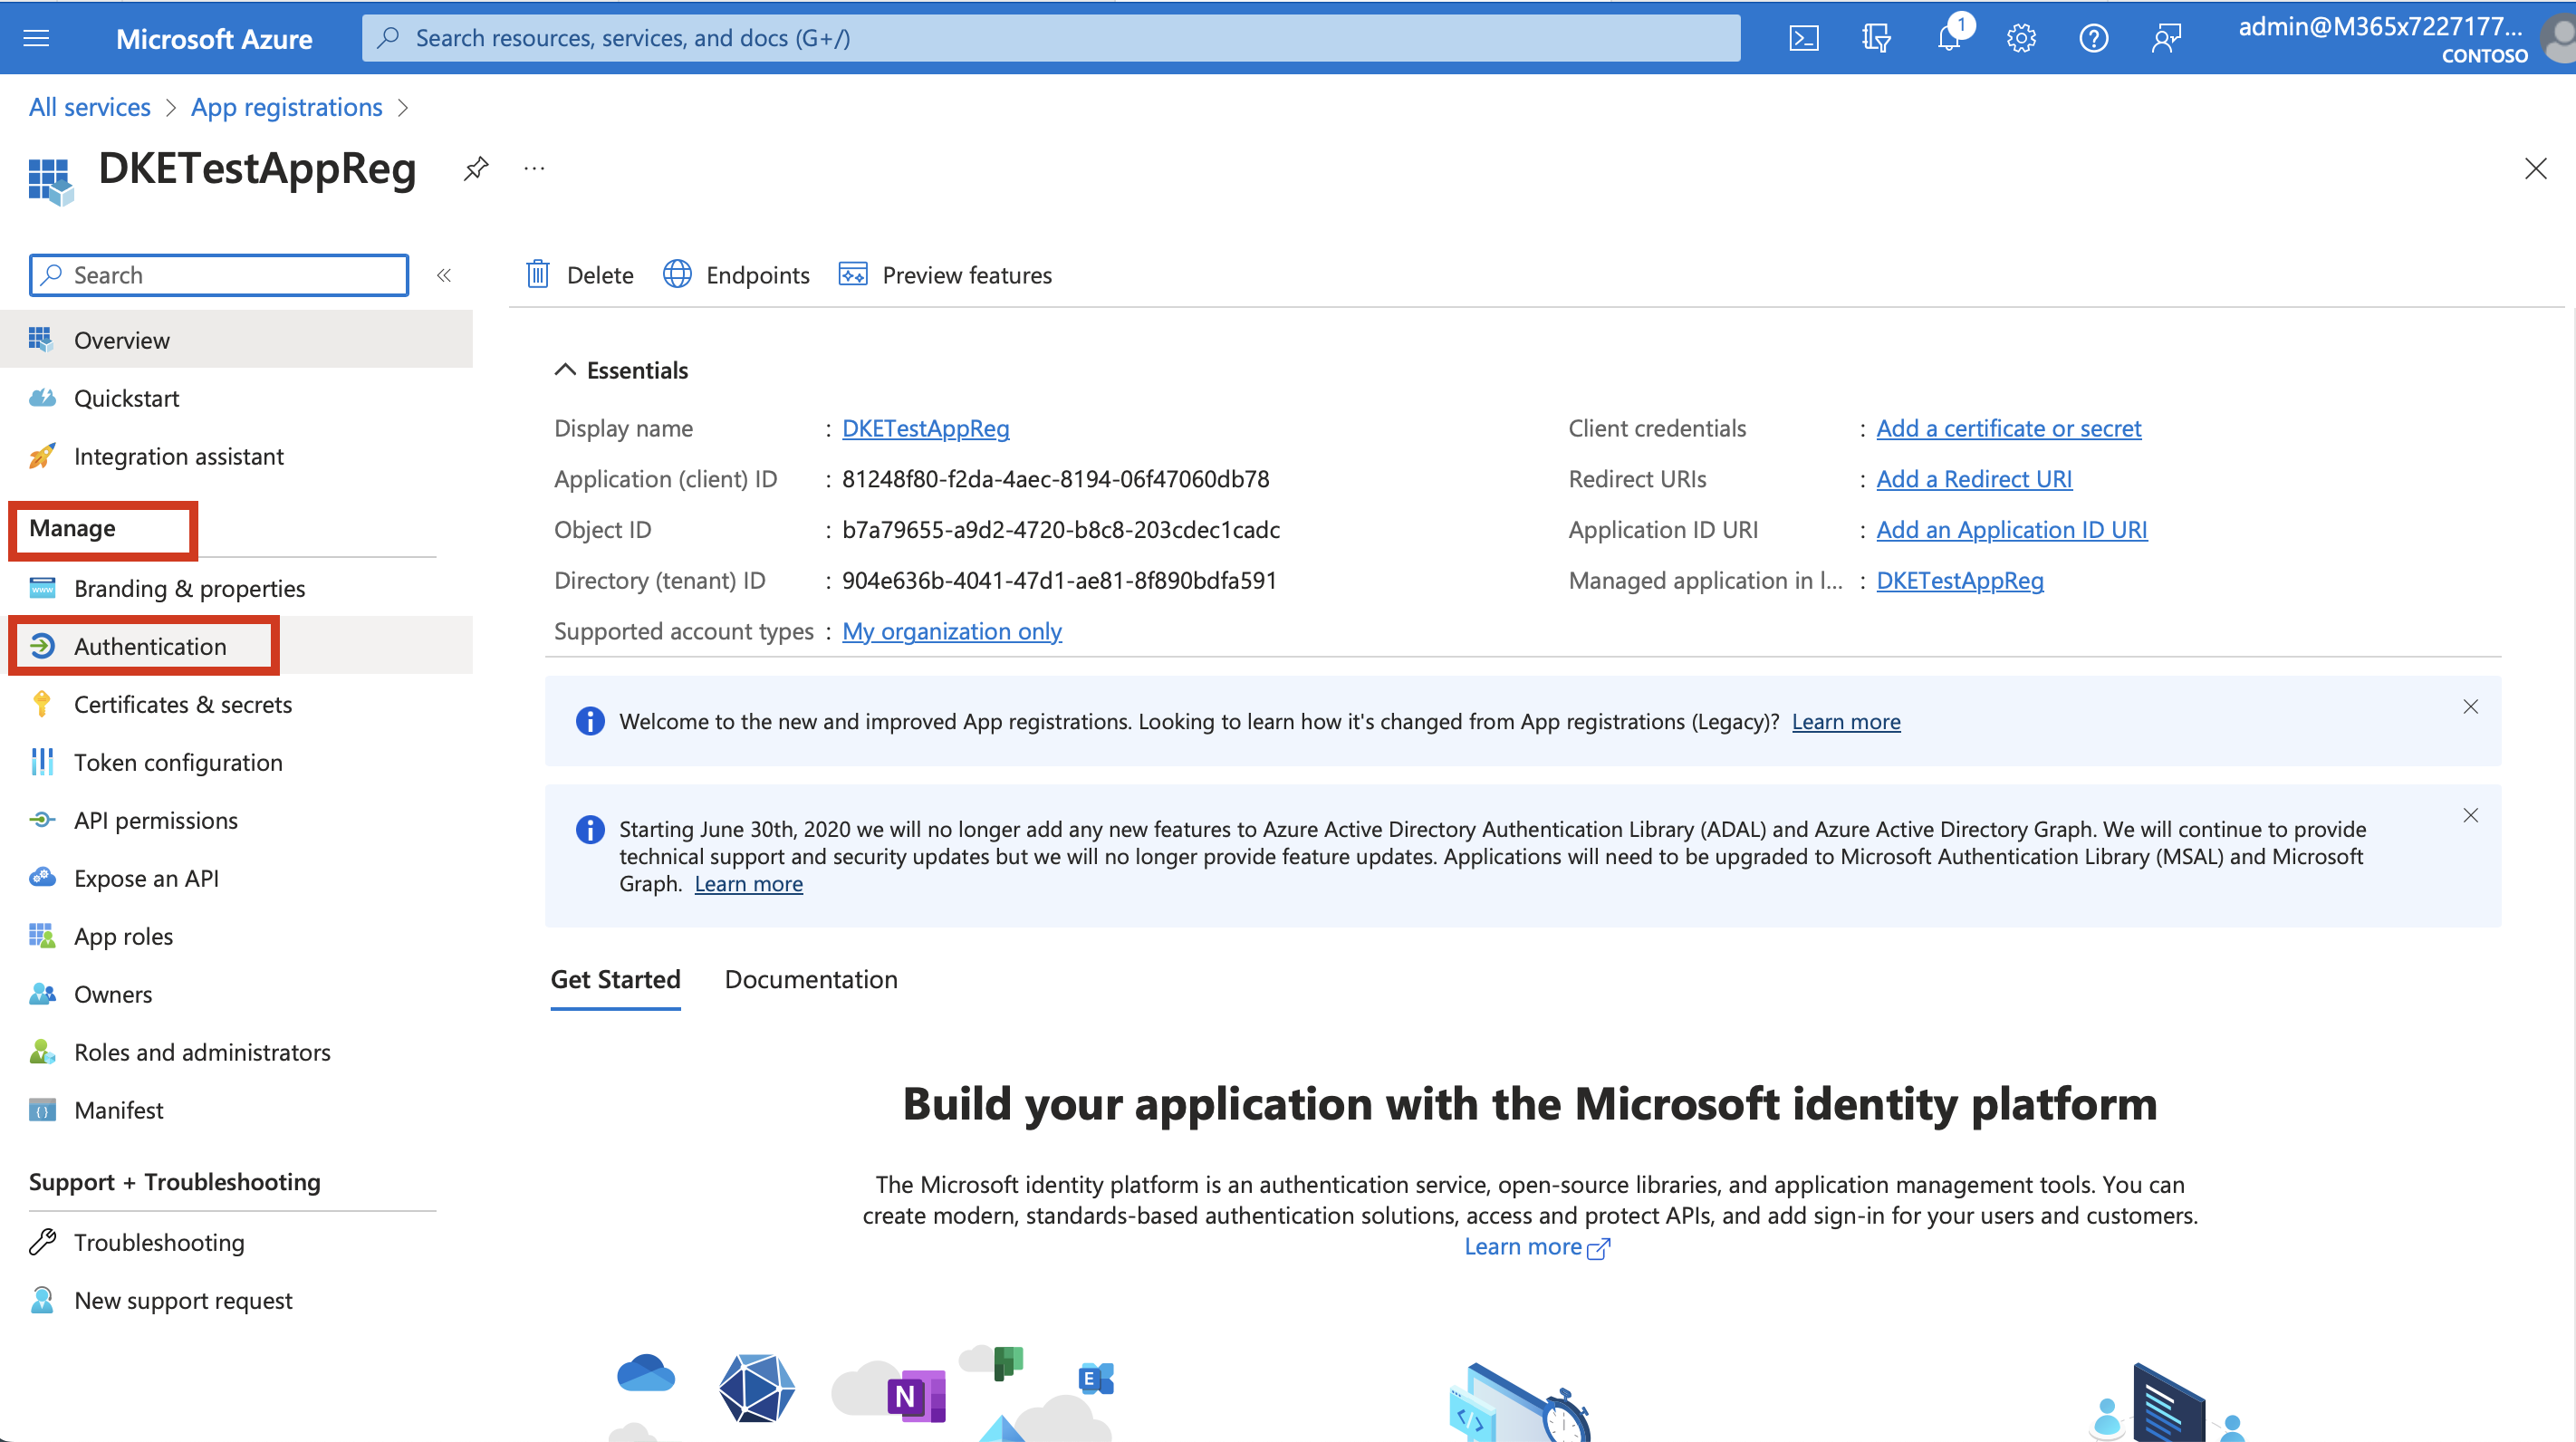 Microsoft Azure
Search resources, services, and docs (G+/)
1
admin@M365x7227177...
CONTOSO
All services > App registrations >
DKETestAppReg
...
Search
«
Delete
Endpoints
Preview features
Overview
Quickstart
Integration assistant
Manage
Branding & properties
Authentication
Certificates & secrets
Token configuration
API permissions
Expose an API
App roles
Owners
Roles and administrators
Manifest
Support + Troubleshooting
Troubleshooting
New support request
Essentials
Display name : DKETestAppReg
Application (client) ID : 81248f80-f2da-4aec-8194-06f47060db78
Object ID : b7a79655-a9d2-4720-b8c8-203cdec1cadc
Directory (tenant) ID : 904e636b-4041-47d1-ae81-8f890bdfa591
Supported account types : My organization only
Client credentials : Add a certificate or secret
Redirect URIs : Add a Redirect URI
Application ID URI : Add an Application ID URI
Managed application in l... : DKETestAppReg
Welcome to the new and improved App registrations. Looking to learn how it's changed from App registrations (Legacy)? Learn more
Starting June 30th, 2020 we will no longer add any new features to Azure Active Directory Authentication Library (ADAL) and Azure Active Directory Graph. We will continue to provide
technical support and security updates but we will no longer provide feature updates. Applications will need to be upgraded to Microsoft Authentication Library (MSAL) and Microsoft
Graph. Learn more
Get Started
Documentation
Build your application with the Microsoft identity platform
The Microsoft identity platform is an authentication service, open-source libraries, and application management tools. You can
create modern, standards-based authentication solutions, access and protect APIs, and add sign-in for your users and customers.
Learn more
N
E